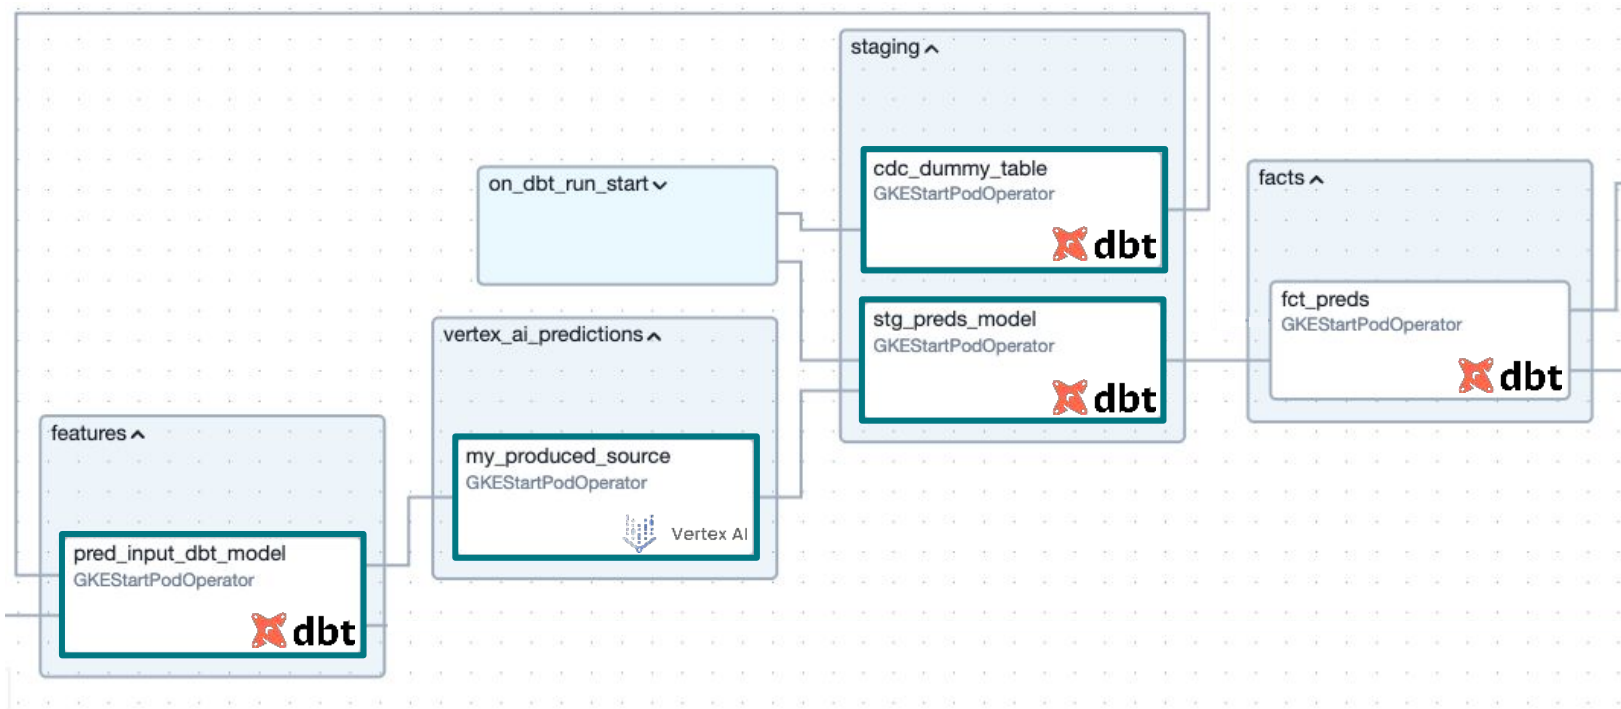 staging
cdc_dummy_table
GKEStartPodOperator
dbt
on_dbt_run_start
facts
fct_preds
GKEStartPodOperator
dbt
stg_preds_model
GKEStartPodOperator
dbt
vertex_ai_predictions
my_produced_source
GKEStartPodOperator
Vertex AI
features
pred_input_dbt_model
GKEStartPodOperator
dbt